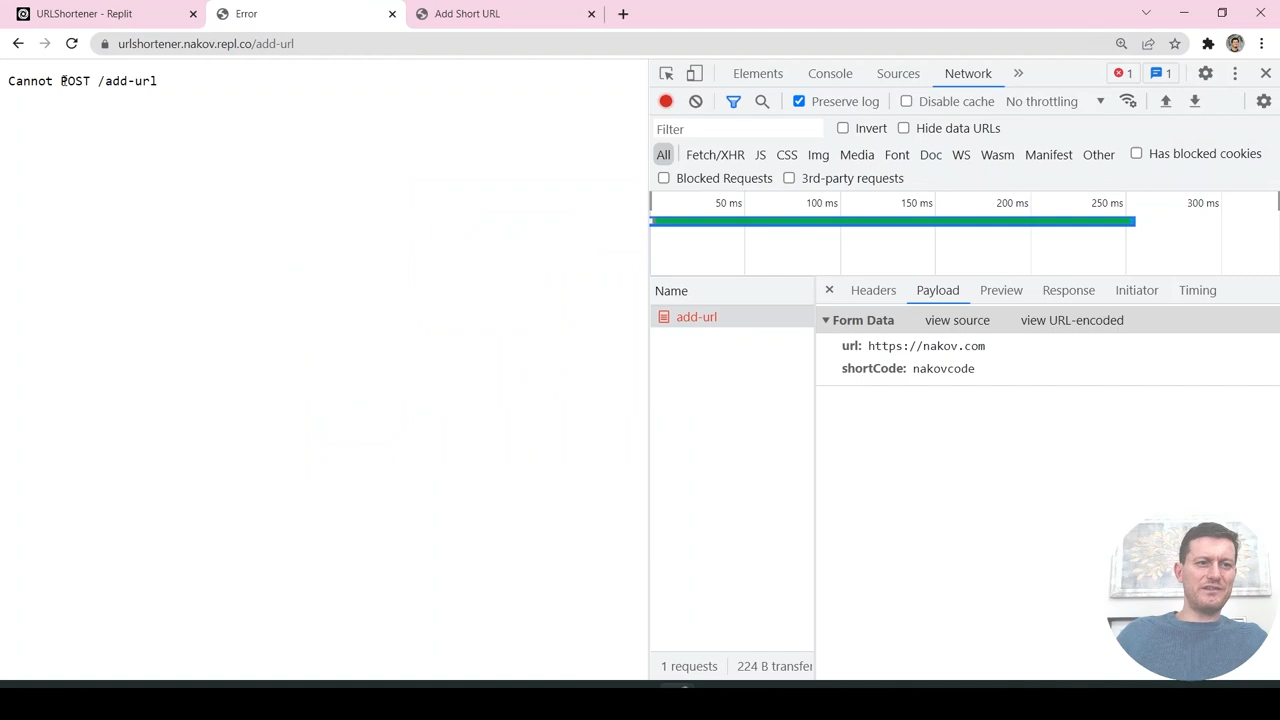 URLShortener - Replit
Error
Add Short URL
urlshortener.nakov.repl.co/add-url
Cannot POST /add-url
Elements Console Sources Network 1 1
Preserve log Disable cache No throttling
Filter Invert Hide data URLs
All Fetch/XHR JS CSS Img Media Font Doc WS Wasm Manifest Other Has blocked cookies
Blocked Requests 3rd-party requests
50 ms 100 ms 150 ms 200 ms 250 ms 300 ms
Name Headers Payload Preview Response Initiator Timing
add-url
Form Data view source view URL-encoded
url: https://nakov.com
shortCode: nakovcode
1 requests 224 B transfer